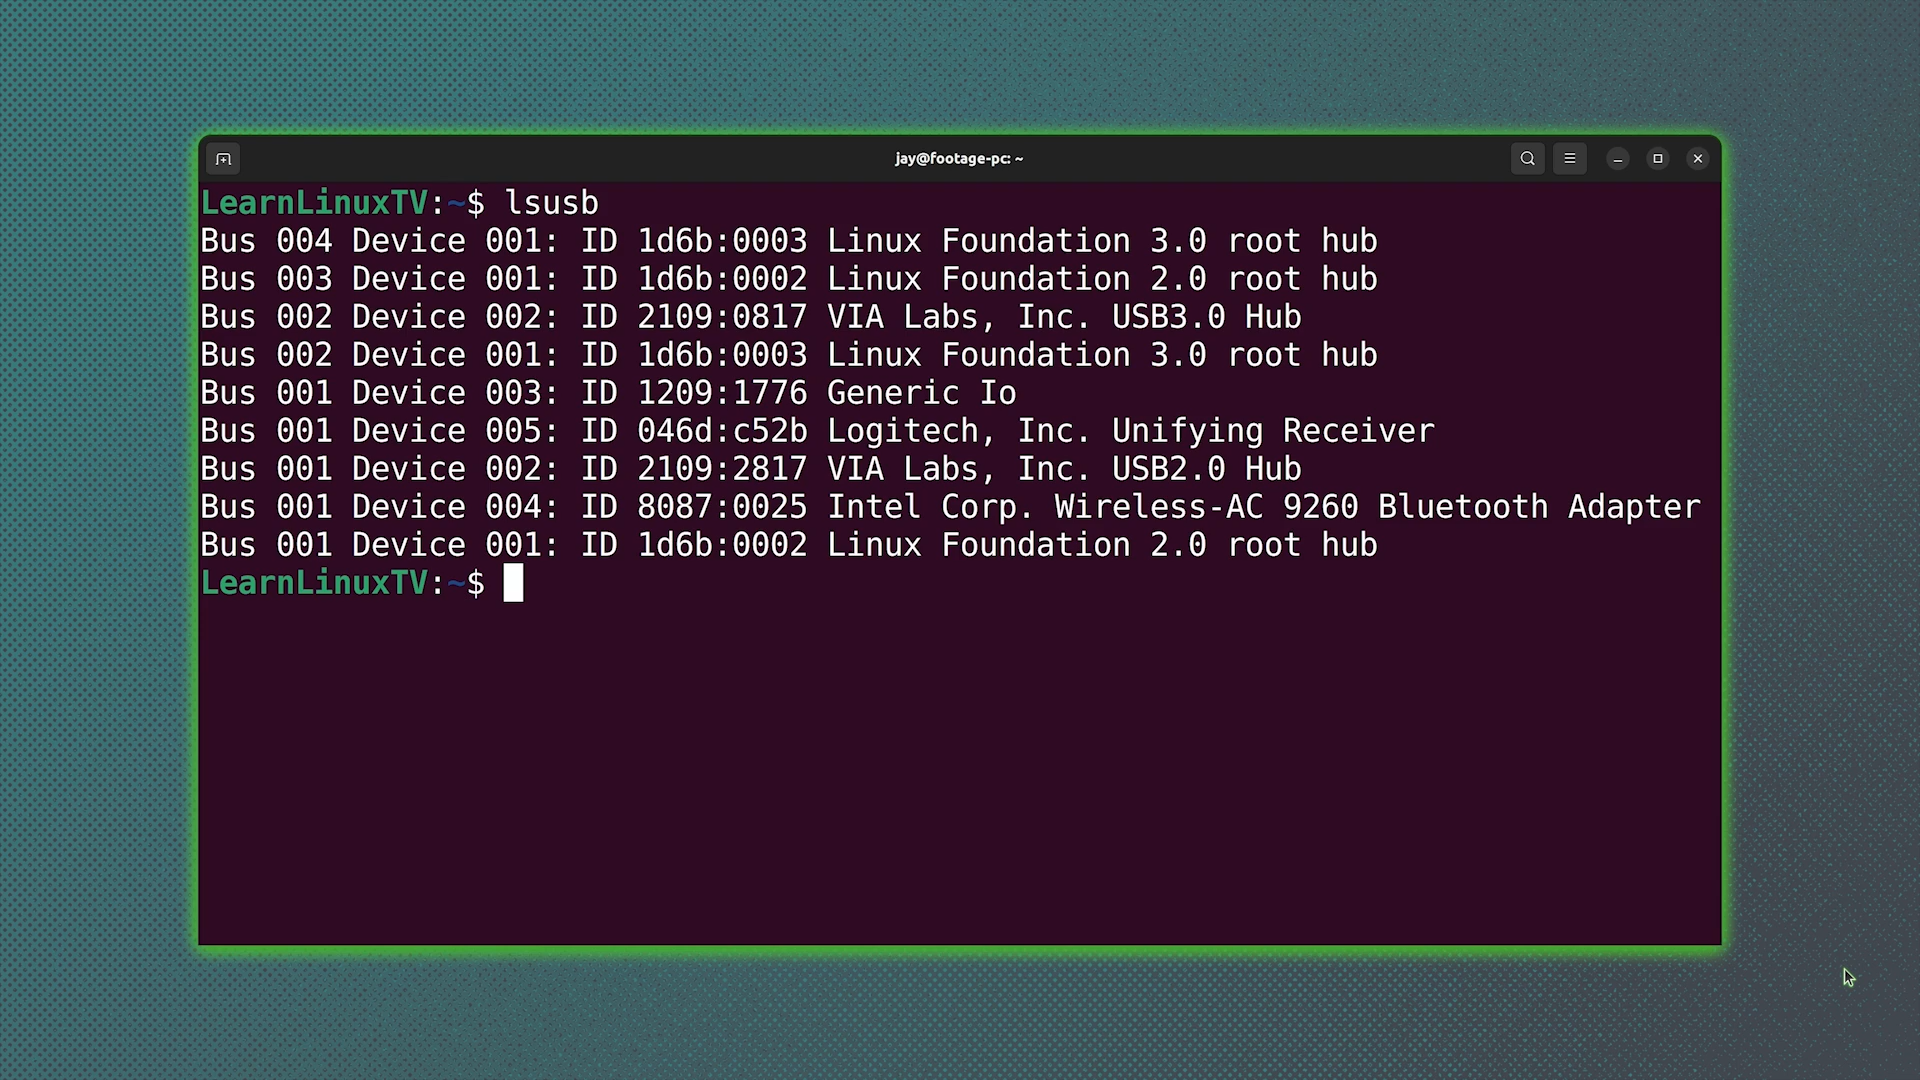 jay@footage-pc: ~
LearnLinuxTV:~$ lsusb
Bus 004 Device 001: ID 1d6b:0003 Linux Foundation 3.0 root hub
Bus 003 Device 001: ID 1d6b:0002 Linux Foundation 2.0 root hub
Bus 002 Device 002: ID 2109:0817 VIA Labs, Inc. USB3.0 Hub
Bus 002 Device 001: ID 1d6b:0003 Linux Foundation 3.0 root hub
Bus 001 Device 003: ID 1209:1776 Generic Io
Bus 001 Device 005: ID 046d:c52b Logitech, Inc. Unifying Receiver
Bus 001 Device 002: ID 2109:2817 VIA Labs, Inc. USB2.0 Hub
Bus 001 Device 004: ID 8087:0025 Intel Corp. Wireless-AC 9260 Bluetooth Adapter
Bus 001 Device 001: ID 1d6b:0002 Linux Foundation 2.0 root hub
LearnLinuxTV:~$